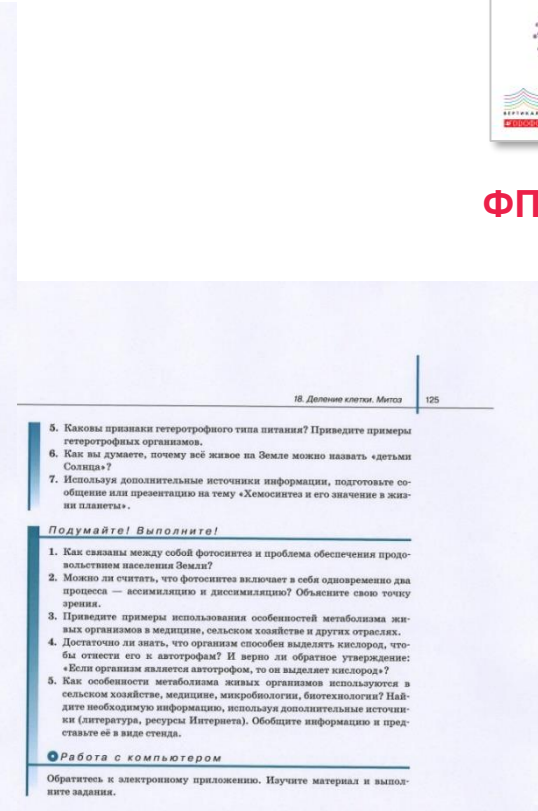 ВЕРТИКАЛ
ФП
18. Деление клетки. Митоз 125
5. Каковы признаки гетеротрофного типа питания? Приведите примеры
гетеротрофных организмов.
6. Как вы думаете, почему всё живое на Земле можно назвать «детьми
Солнца»?
7. Используя дополнительные источники информации, подготовьте со-
общение или презентацию на тему «Хемосинтез и его значение в жиз-
ни планеты».
Подумайте! Выполните!
1. Как связаны между собой фотосинтез и проблема обеспечения продо-
вольствием населения Земли?
2. Можно ли считать, что фотосинтез включает в себя одновременно два
процесса — ассимиляцию и диссимиляцию? Объясните свою точку
зрения.
3. Приведите примеры использования особенностей метаболизма жи-
вых организмов в медицине, сельском хозяйстве и других отраслях.
4. Достаточно ли знать, что организм способен выделять кислород, что-
бы отнести его к автотрофам? И верно ли обратное утверждение:
«Если организм является автотрофом, то он выделяет кислород»?
5. Как особенности метаболизма живых организмов используются в
сельском хозяйстве, медицине, микробиологии, биотехнологии? Най-
дите необходимую информацию, используя дополнительные источни-
ки (литература, ресурсы Интернета). Обобщите информацию и пред-
ставьте её в виде стенда.
Работа с компьютером
Обратитесь к электронному приложению. Изучите материал и выпол-
ните задания.